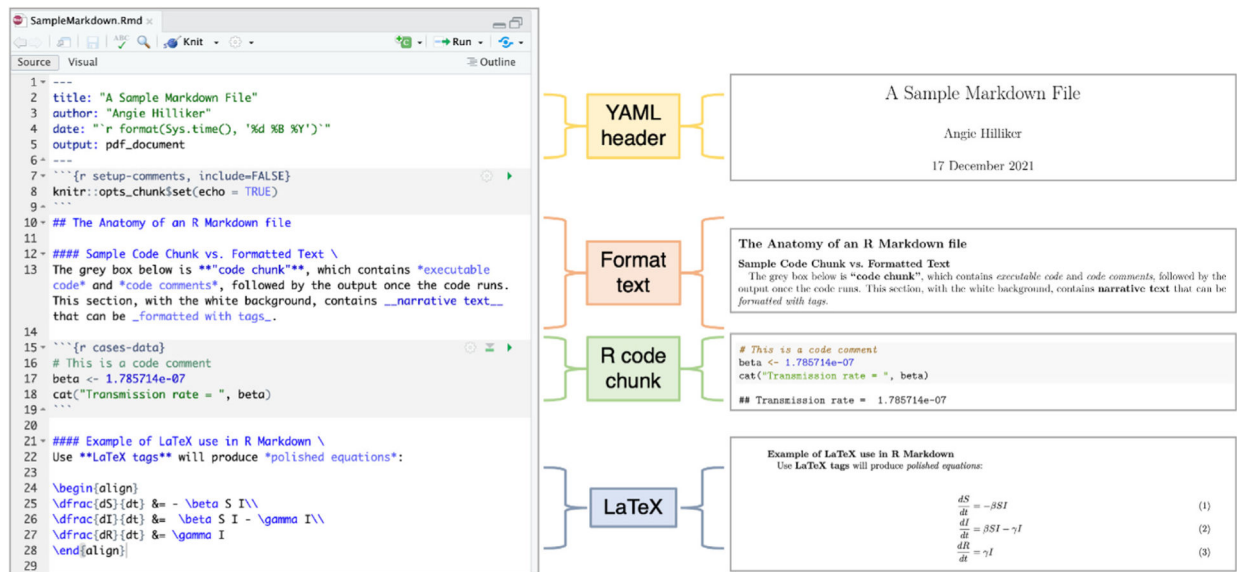 SampleMarkdown.Rmd ×
ABC Knit Run
Source Visual Outline
1 ---
2 title: "A Sample Markdown File"
3 author: "Angie Hilliker"
4 date: "`r format(Sys.time(), '%d %B %Y')`"
5 output: pdf_document
6 ---
7 ```{r setup-comments, include=FALSE}
8 knitr::opts_chunk$set(echo = TRUE)
9 ```
10 ## The Anatomy of an R Markdown file
11
12 #### Sample Code Chunk vs. Formatted Text \
13 The grey box below is **"code chunk"**, which contains *executable
code* and *code comments*, followed by the output once the code runs.
This section, with the white background, contains __narrative text__
that can be _formatted with tags_.
14
15 ```{r cases-data}
16 # This is a code comment
17 beta <- 1.785714e-07
18 cat("Transmission rate = ", beta)
19 ```
20
21 #### Example of LaTeX use in R Markdown \
22 Use **LaTeX tags** will produce *polished equations*:
23
24 \begin{align}
25 \dfrac{dS}{dt} &= - \beta S I\\
26 \dfrac{dI}{dt} &= \beta S I - \gamma I\\
27 \dfrac{dR}{dt} &= \gamma I
28 \end{align}
29
YAML
header
Format
text
R code
chunk
LaTeX
A Sample Markdown File
Angie Hilliker
17 December 2021
The Anatomy of an R Markdown file
Sample Code Chunk vs. Formatted Text
The grey box below is “code chunk”, which contains executable code and code comments, followed by the
output once the code runs. This section, with the white background, contains narrative text that can be
formatted with tags.
# This is a code comment
beta <- 1.785714e-07
cat("Transmission rate = ", beta)
## Transmission rate =  1.785714e-07
Example of LaTeX use in R Markdown
Use LaTeX tags will produce polished equations:
dS/dt = −βSI (1)
dI/dt = βSI − γI (2)
dR/dt = γI (3)